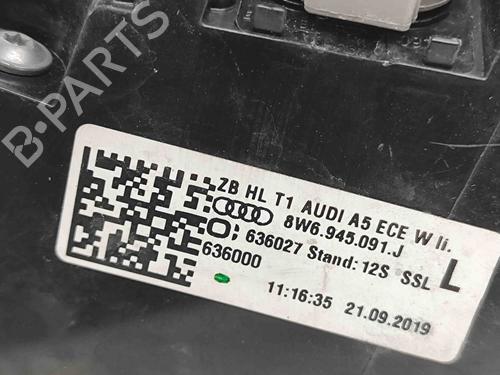 B-PARTS
ZB HL T1 AUDI A5 ECE W li.
8W6.945.091.J
0; 636027 Stand: 12S SSL L
636000
11:16:35 21.09.2019